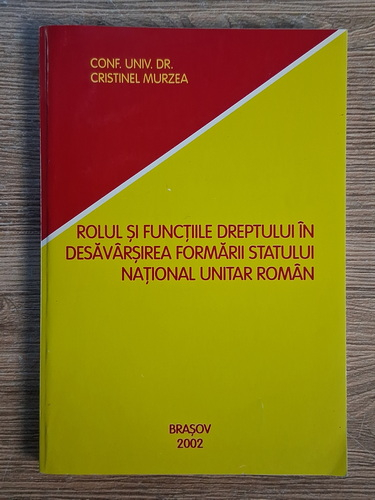 CONF. UNIV. DR.
CRISTINEL MURZEA
ROLUL ȘI FUNCȚIILE DREPTULUI ÎN
DESĂVÂRȘIREA FORMĂRII STATULUI
NAȚIONAL UNITAR ROMÂN
BRAȘOV
2002